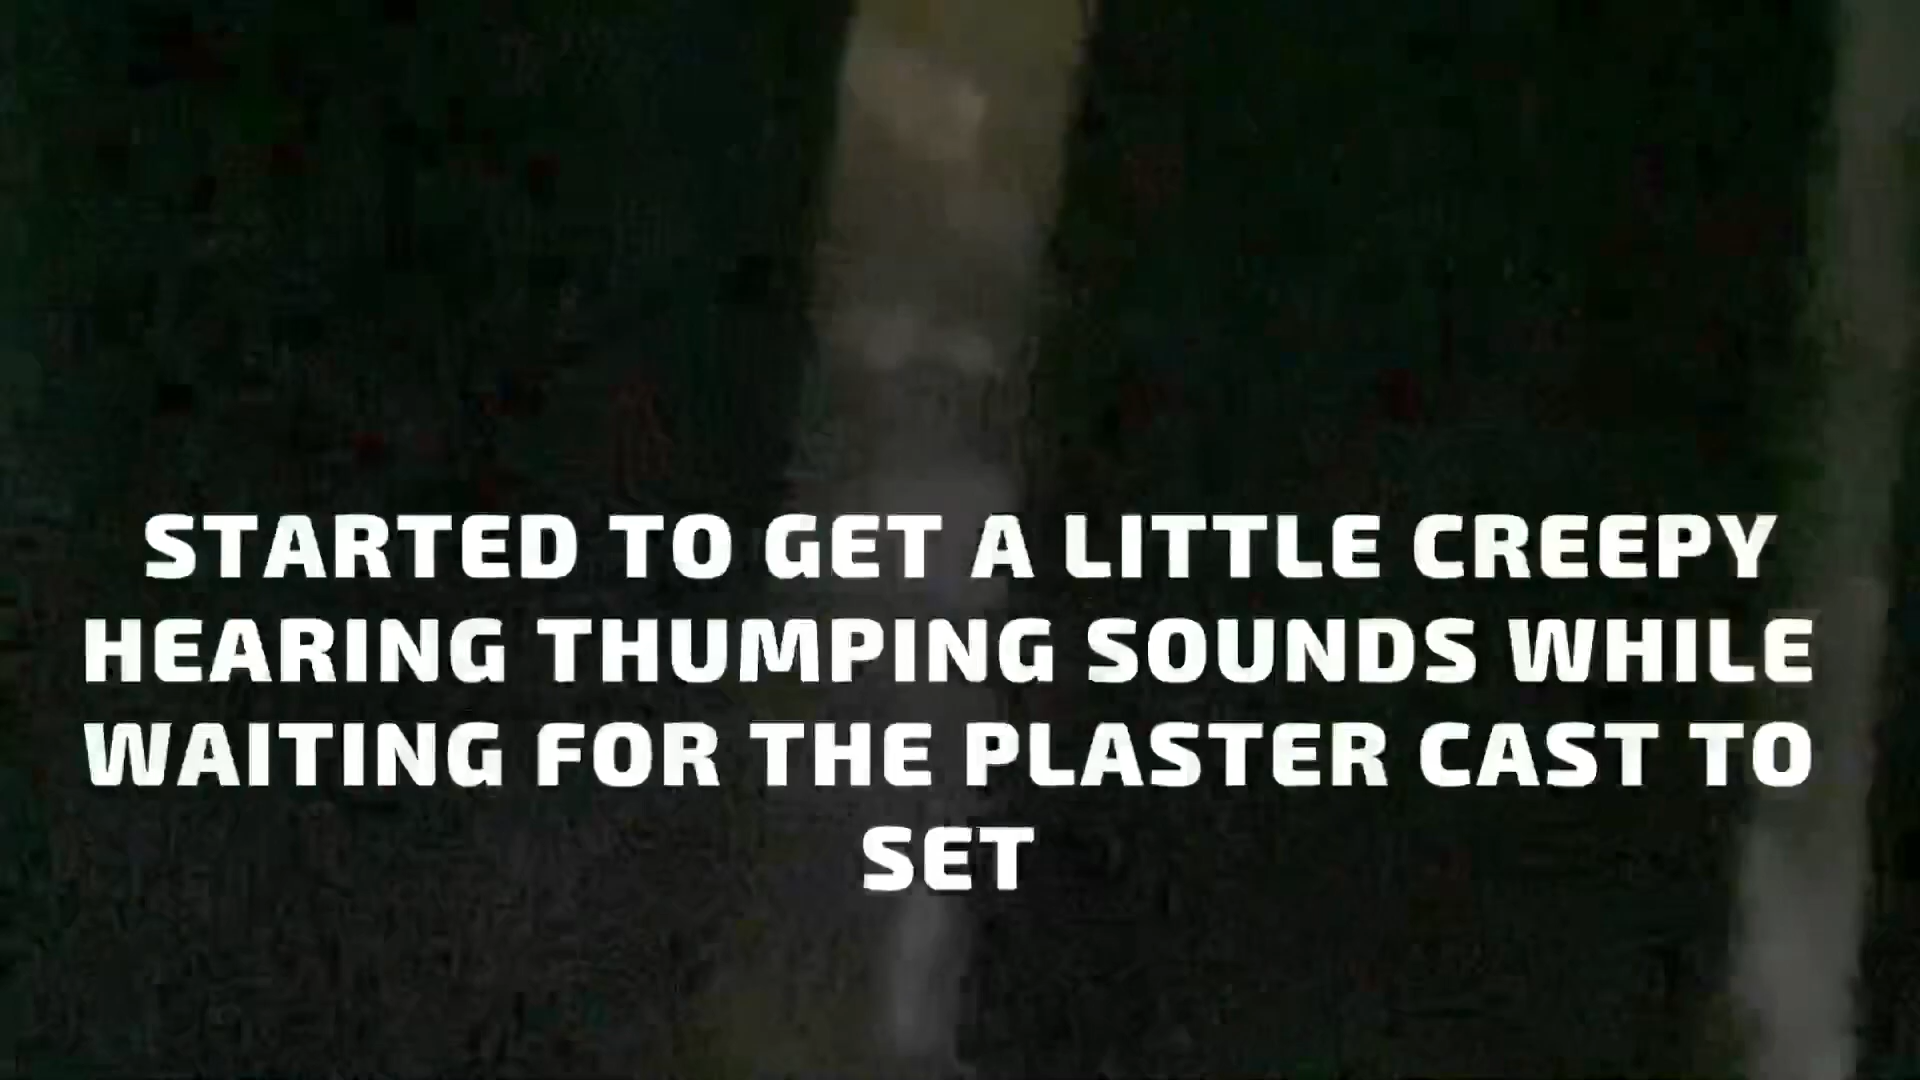 STARTED TO GET A LITTLE CREEPY
HEARING THUMPING SOUNDS WHILE
WAITING FOR THE PLASTER CAST TO
SET